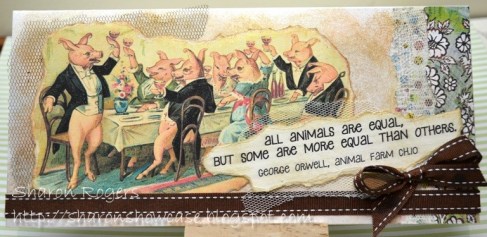 ALL ANIMALS ARE EQUAL,
BUT SOME ARE MORE EQUAL THAN OTHERS.
GEORGE ORWELL, ANIMAL FARM CH.10
Sharon Rogers
http://sharonshowcase.blogspot.com